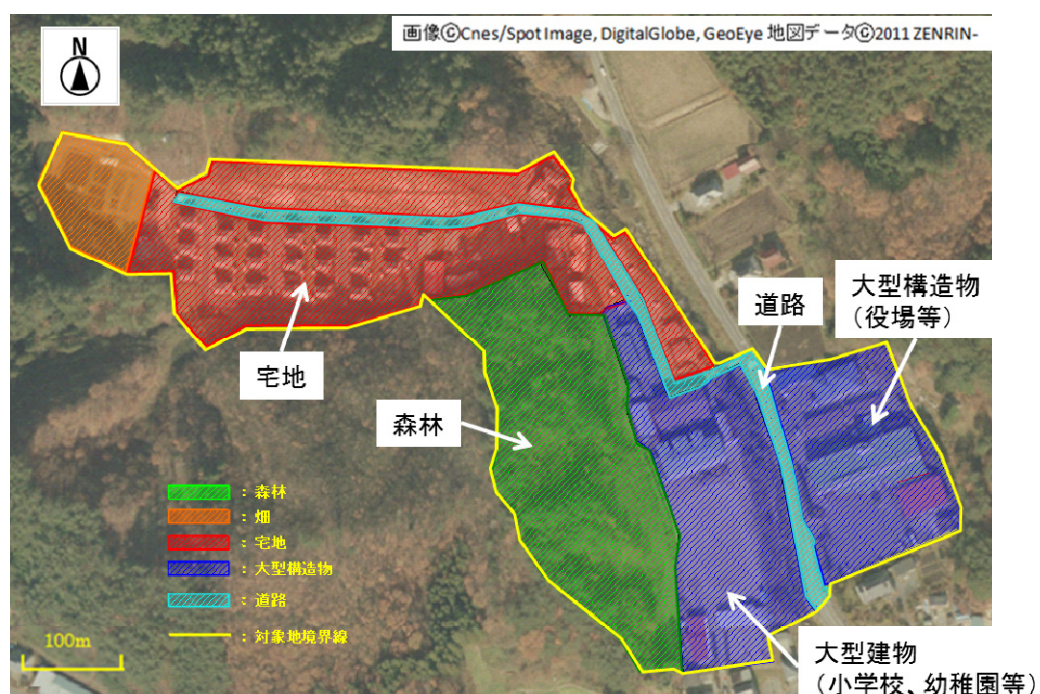 画像©Cnes/Spot Image, DigitalGlobe, GeoEye 地図データ©2011 ZENRIN-
N
道路
大型構造物
（役場等）
宅地
森林
：森林
：畑
：宅地
：大型構造物
：道路
：対象地境界線
100m
大型建物
（小学校、幼稚園等）